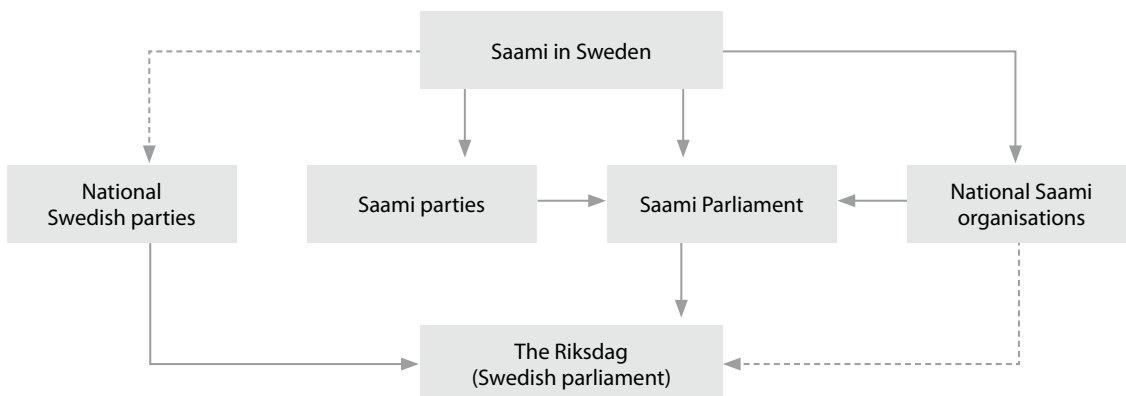 Saami in Sweden
National
Swedish parties
Saami parties
Saami Parliament
National Saami
organisations
The Riksdag
(Swedish parliament)